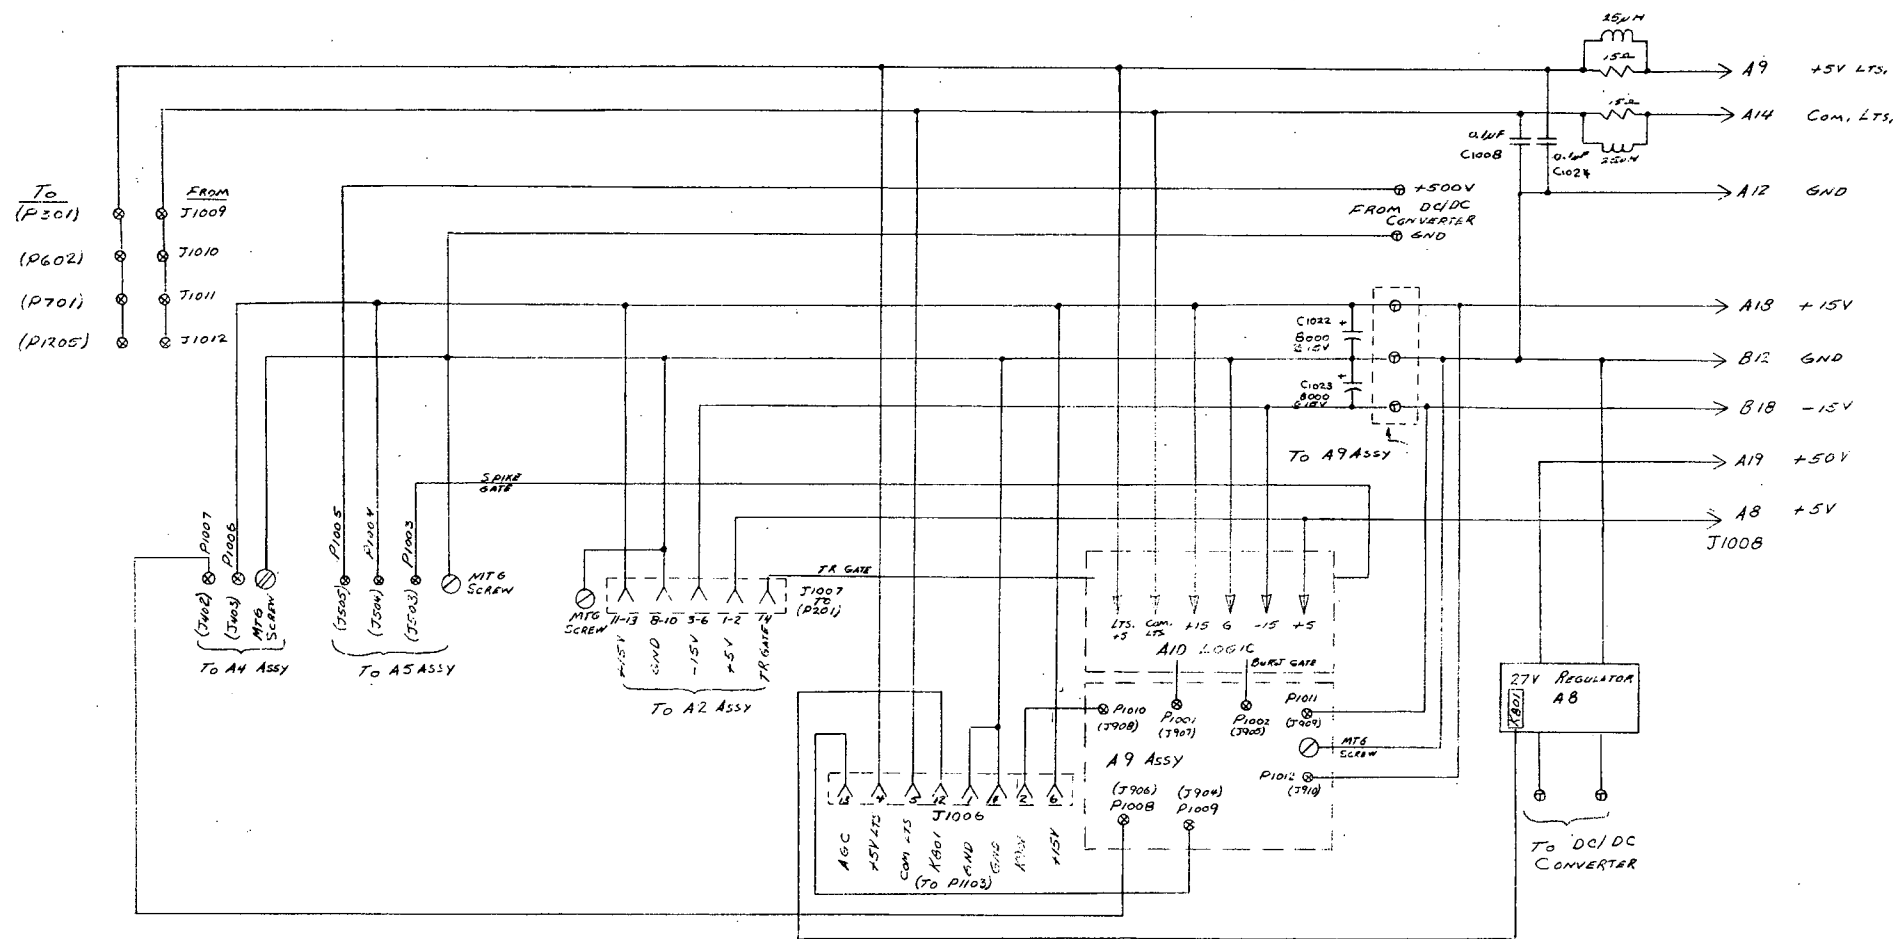 25µH
15Ω
A9 +5V LTS.
15Ω
A14 COM. LTS.
0.1µF
C1008
0.1µF
C1024
25µH
A12 GND
+500V
FROM DC/DC
CONVERTER
GND
TO FROM
(P301) J1009
(P602) J1010
(P701) J1011
(P1205) J1012
A18 +15V
C1022 +
8000
@15V
B12 GND
C1023 +
8000
@15V
B18 -15V
TO A9 ASSY
A19 +50V
SPIKE
GATE
A8 +5V
J1008
P1007
P1006
P1005
P1004
P1003
(J402)
(J403)
MTG
SCREW
(J505)
(J504)
(J503)
MTG
SCREW
TO A4 ASSY
TO A5 ASSY
TR GATE
J1007
TO
(P201)
MTG
SCREW
11-13 8-10 3-6 1-2 14
+15V
GND
-15V
+5V
TR GATE
TO A2 ASSY
LTS.
+5
COM.
LTS
+15 G -15 +5
A10 LOGIC
BURST GATE
P1010
(J908)
P1001
(J907)
P1002
(J905)
P1011
(J909)
MTG
SCREW
A9 ASSY
P1012
(J910)
(J906)
P1008
(J904)
P1009
13 4 5 12 1 2 6
J1006
AGC
+5V LTS
COM LTS
K801
GND
GND
+15V
(TO P1103)
27V REGULATOR
A8
K801
TO DC/DC
CONVERTER